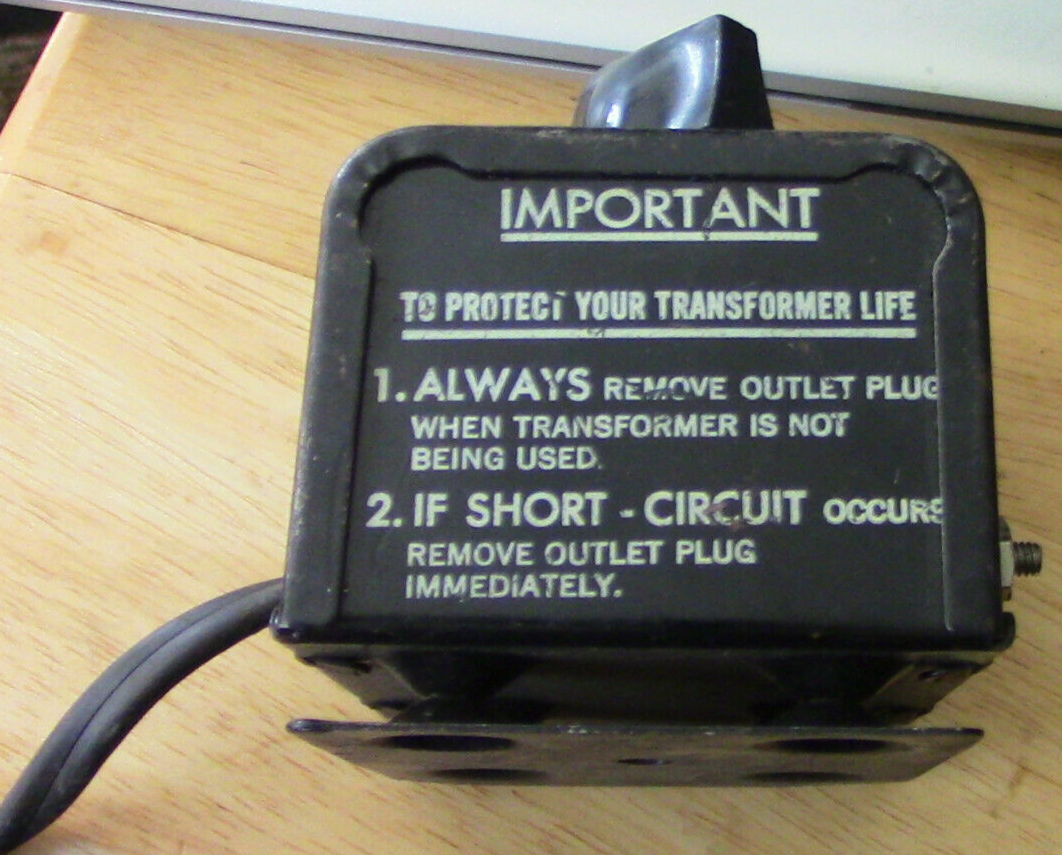 IMPORTANT
TO PROTECT YOUR TRANSFORMER LIFE
1. ALWAYS REMOVE OUTLET PLUG
WHEN TRANSFORMER IS NOT
BEING USED.
2. IF SHORT - CIRCUIT OCCURS
REMOVE OUTLET PLUG
IMMEDIATELY.